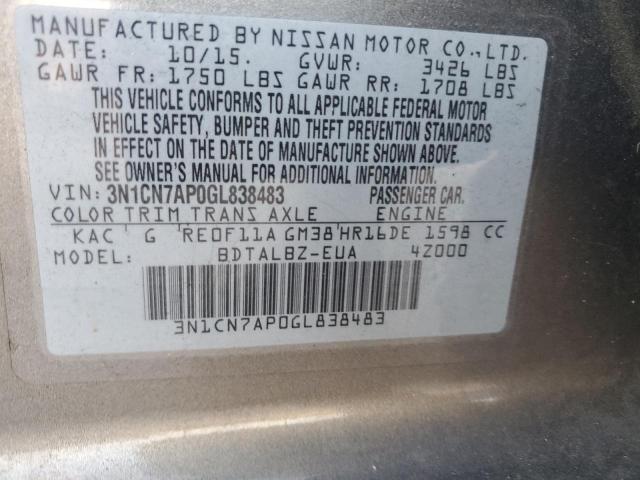 MANUFACTURED BY NISSAN MOTOR CO., LTD.
DATE: 10/15. GVWR: 3426 LBS
GAWR FR: 1750 LBS GAWR RR: 1708 LBS
THIS VEHICLE CONFORMS TO ALL APPLICABLE FEDERAL MOTOR
VEHICLE SAFETY, BUMPER AND THEFT PREVENTION STANDARDS
IN EFFECT ON THE DATE OF MANUFACTURE SHOWN ABOVE.
SEE OWNER'S MANUAL FOR ADDITIONAL INFORMATION.
VIN: 3N1CN7AP0GL838483 PASSENGER CAR.
COLOR TRIM TRANS AXLE ENGINE
KAC G RE0F11A GM38 HR16DE 1598 CC
MODEL: BDTALBZ-EUA 4Z000
3N1CN7AP0GL838483